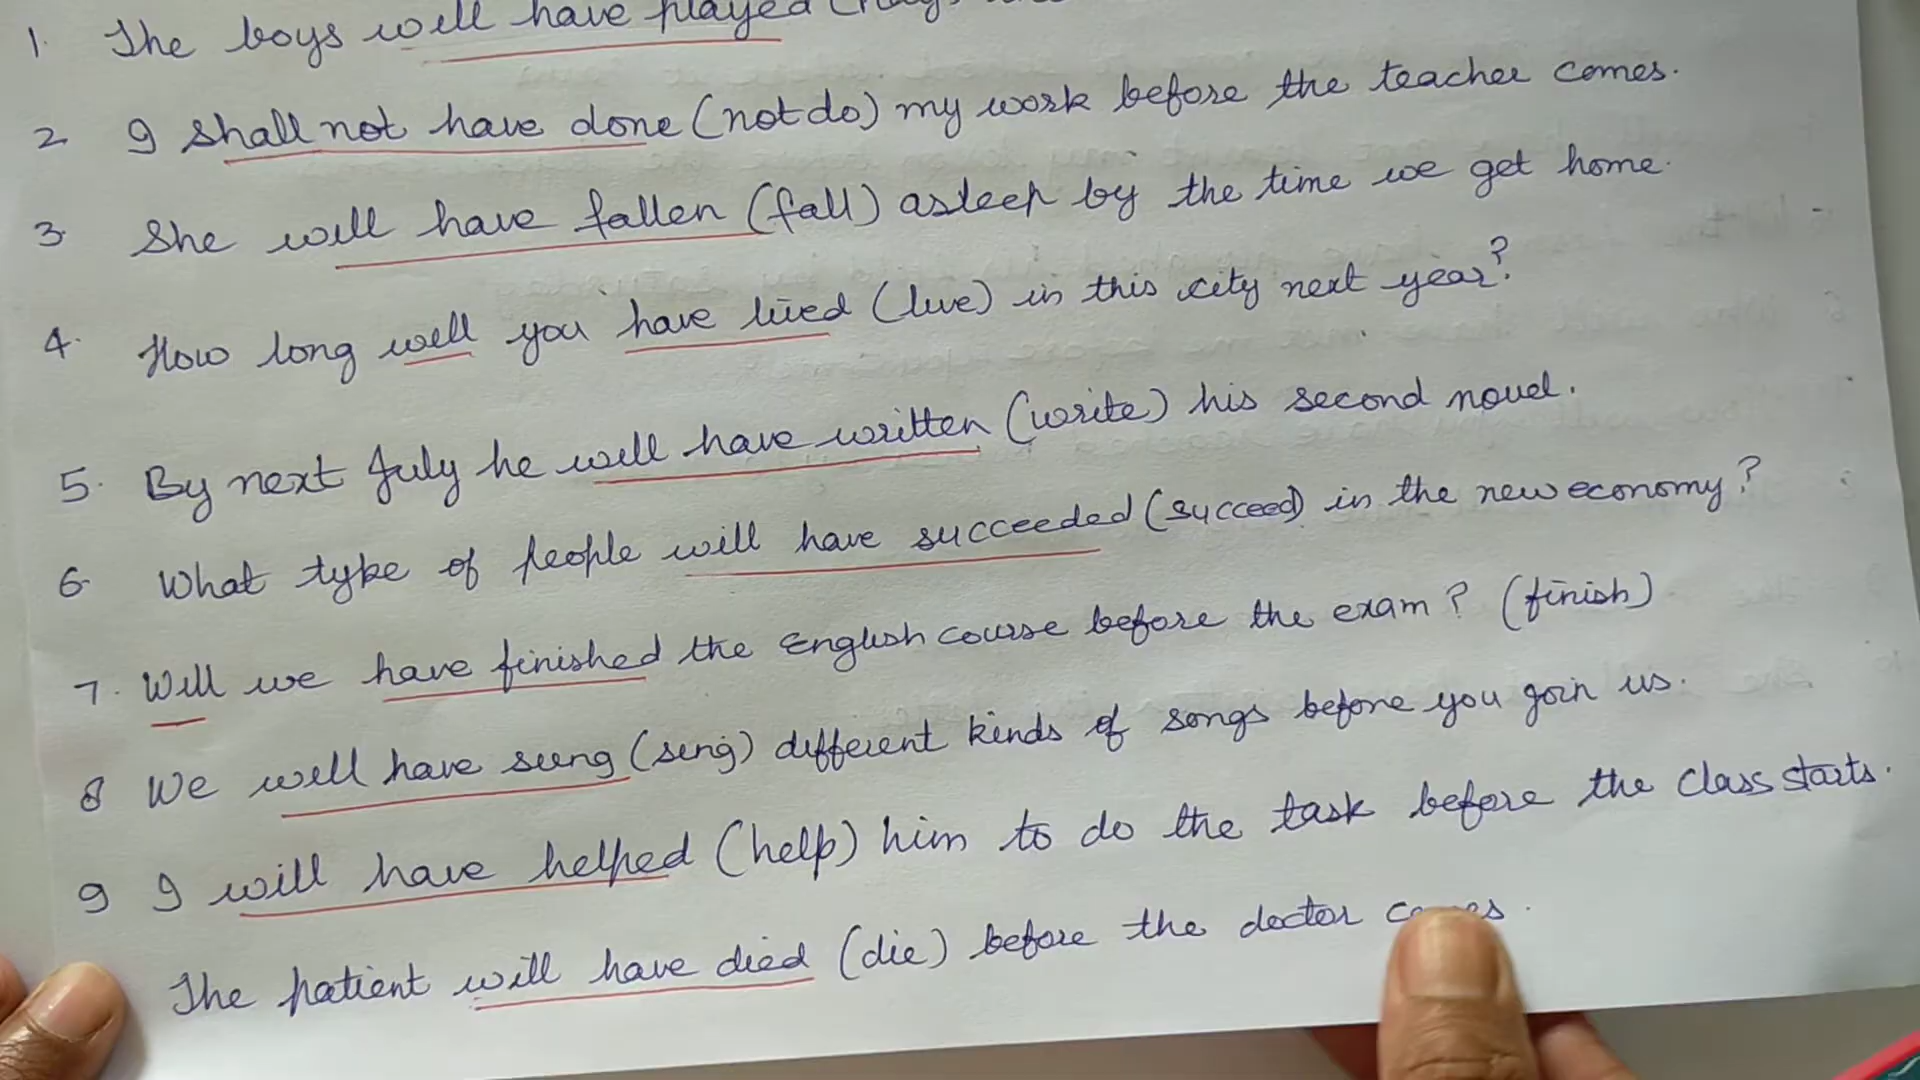 1. The boys will have played
2 I shall not have done (not do) my work before the teacher comes.
3. She will have fallen (fall) asleep by the time we get home.
4. How long will you have lived (live) in this city next year?
5. By next July he will have written (write) his second novel.
6. What type of people will have succeeded (succeed) in the new economy?
7. Will we have finished the English course before the exam? (finish)
8 We will have sung (sing) different kinds of songs before you join us.
9 I will have helped (help) him to do the task before the class starts.
The patient will have died (die) before the doctor comes.